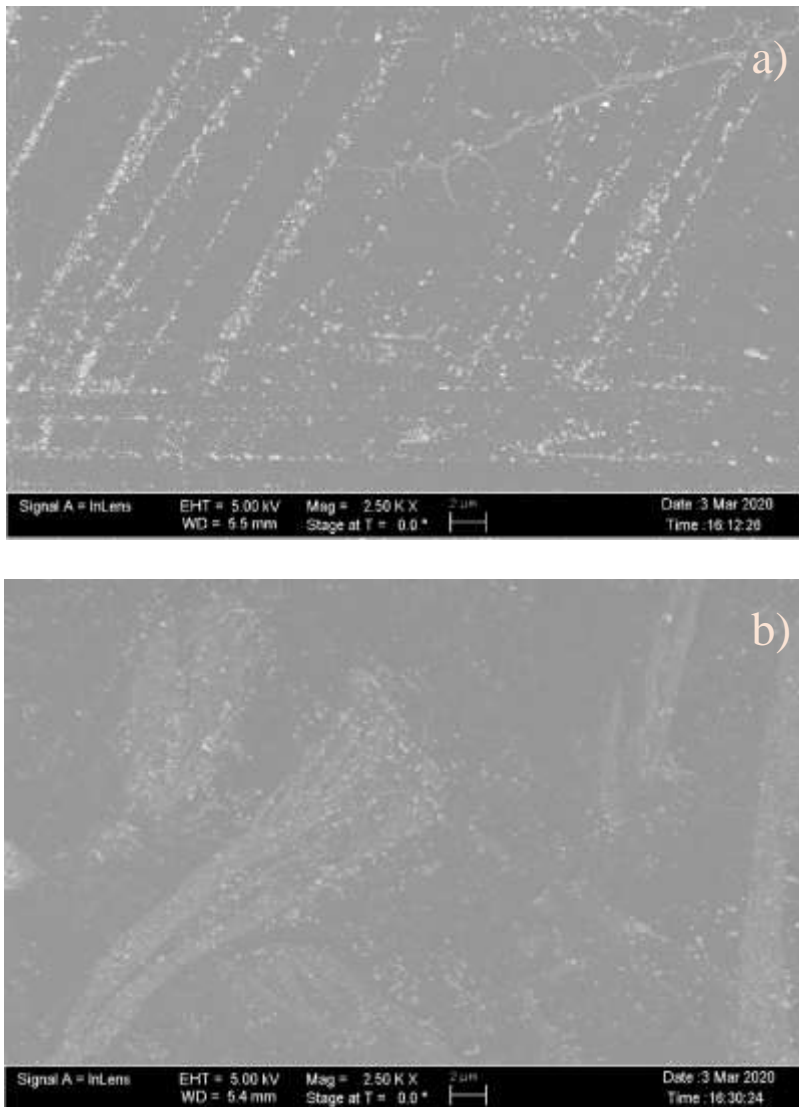 a)
Signal A = InLens EHT = 5.00 kV Mag = 2.50 K X 2 µm Date :3 Mar 2020
WD = 5.5 mm Stage at T = 0.0 ° Time :16:12:26
b)
Signal A = InLens EHT = 5.00 kV Mag = 2.50 K X 2 µm Date :3 Mar 2020
WD = 5.4 mm Stage at T = 0.0 ° Time :16:30:24